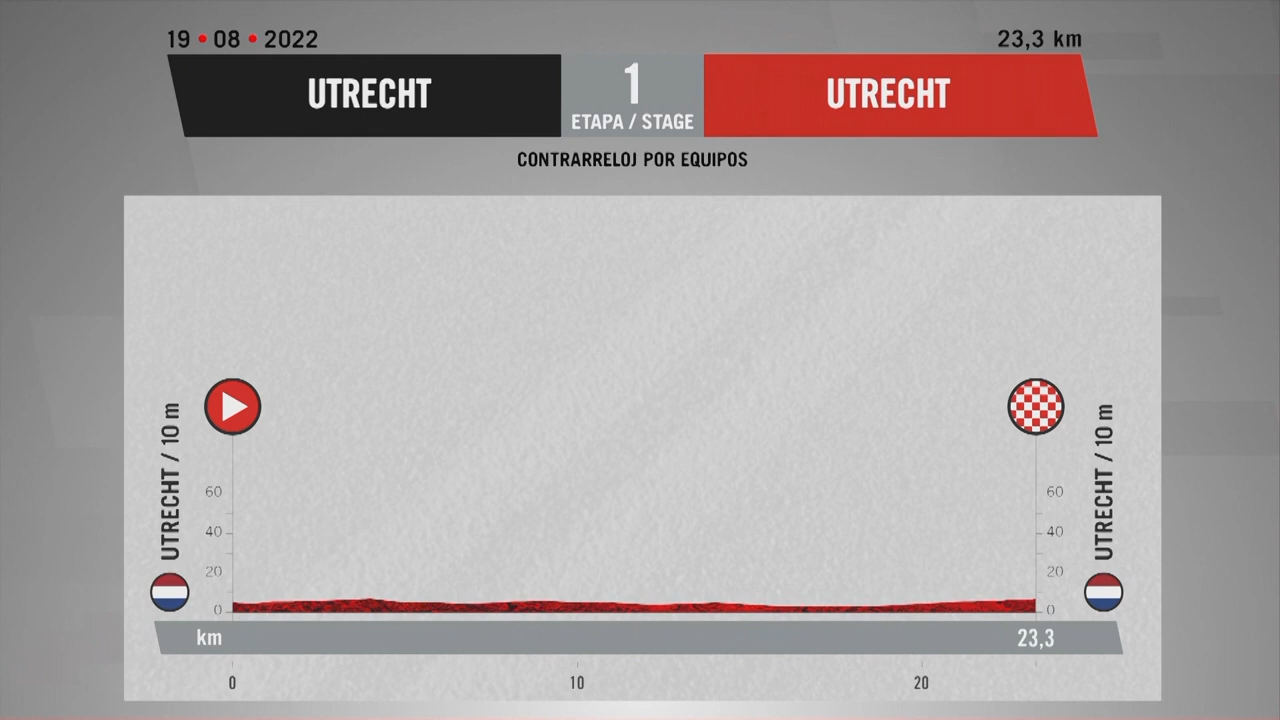 19 • 08 • 2022
23,3 km
UTRECHT
1
ETAPA / STAGE
UTRECHT
CONTRARRELOJ POR EQUIPOS
UTRECHT / 10 m
60
40
20
0
60
40
20
0
UTRECHT / 10 m
km
23,3
0
10
20